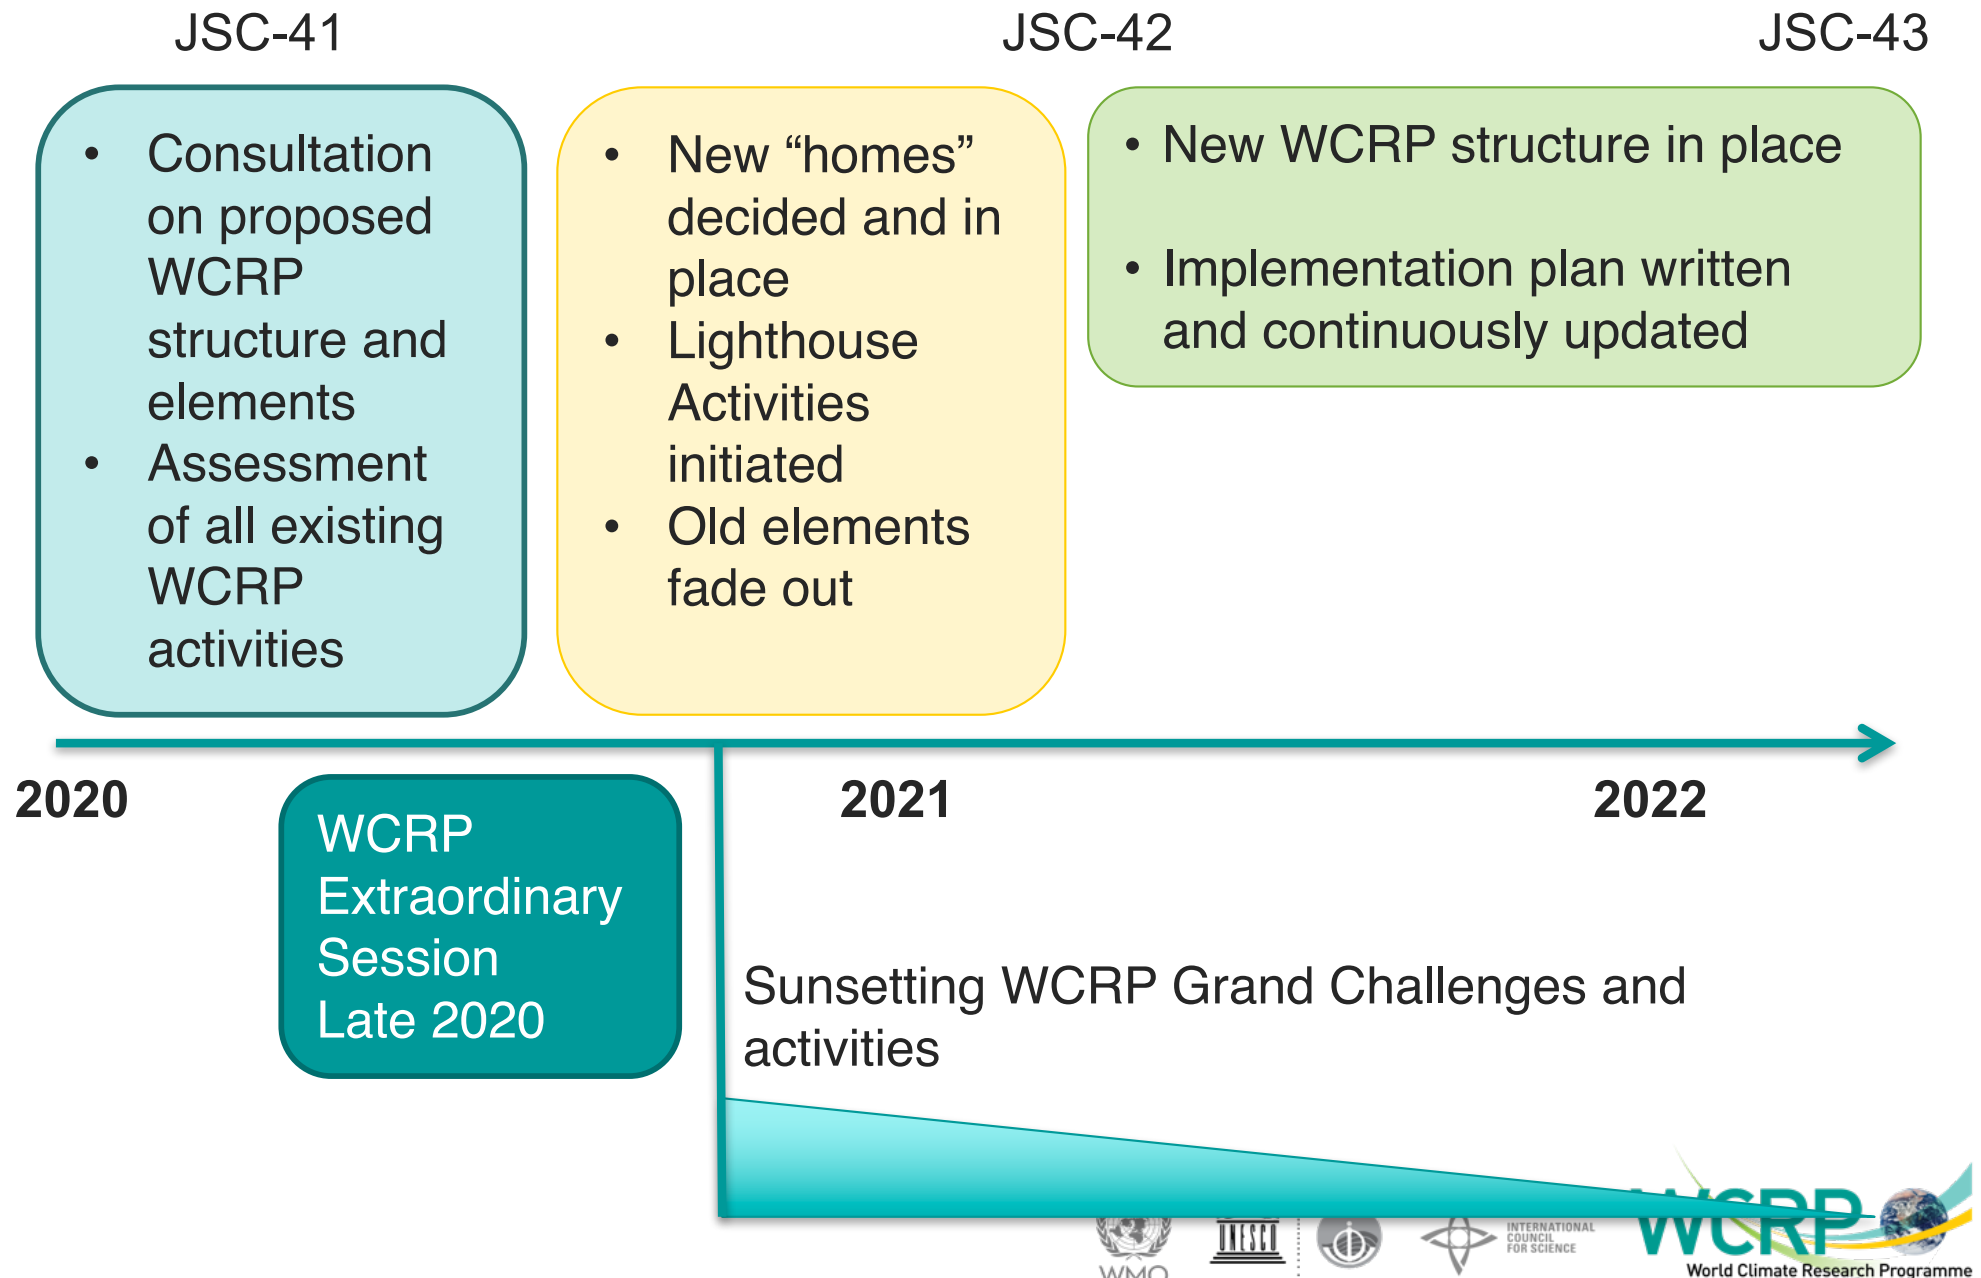 JSC-41
JSC-42
JSC-43
• Consultation
on proposed
WCRP
structure and
elements
• Assessment
of all existing
WCRP
activities
• New “homes”
decided and in
place
• Lighthouse
Activities
initiated
• Old elements
fade out
• New WCRP structure in place
• Implementation plan written
and continuously updated
2020
2021
2022
WCRP
Extraordinary
Session
Late 2020
Sunsetting WCRP Grand Challenges and
activities
WMO
UNESCO
INTERNATIONAL
COUNCIL
FOR SCIENCE
WCRP
World Climate Research Programme